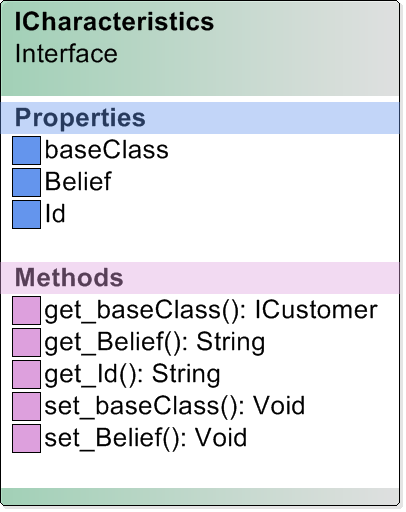 ICharacteristics
Interface
Properties
baseClass
Belief
Id
Methods
get_baseClass(): ICustomer
get_Belief(): String
get_Id(): String
set_baseClass(): Void
set_Belief(): Void